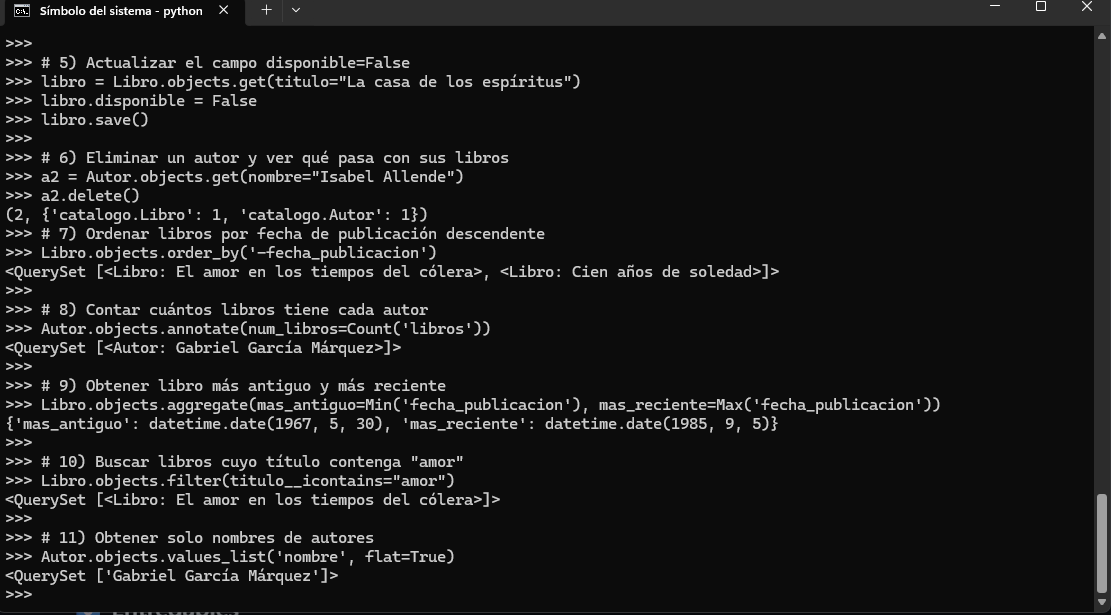 Símbolo del sistema - python
>>>
>>> # 5) Actualizar el campo disponible=False
>>> libro = Libro.objects.get(titulo="La casa de los espíritus")
>>> libro.disponible = False
>>> libro.save()
>>>
>>> # 6) Eliminar un autor y ver qué pasa con sus libros
>>> a2 = Autor.objects.get(nombre="Isabel Allende")
>>> a2.delete()
(2, {'catalogo.Libro': 1, 'catalogo.Autor': 1})
>>> # 7) Ordenar libros por fecha de publicación descendente
>>> Libro.objects.order_by('-fecha_publicacion')
<QuerySet [<Libro: El amor en los tiempos del cólera>, <Libro: Cien años de soledad>]>
>>>
>>> # 8) Contar cuántos libros tiene cada autor
>>> Autor.objects.annotate(num_libros=Count('libros'))
<QuerySet [<Autor: Gabriel García Márquez>]>
>>>
>>> # 9) Obtener libro más antiguo y más reciente
>>> Libro.objects.aggregate(mas_antiguo=Min('fecha_publicacion'), mas_reciente=Max('fecha_publicacion'))
{'mas_antiguo': datetime.date(1967, 5, 30), 'mas_reciente': datetime.date(1985, 9, 5)}
>>>
>>> # 10) Buscar libros cuyo título contenga "amor"
>>> Libro.objects.filter(titulo__icontains="amor")
<QuerySet [<Libro: El amor en los tiempos del cólera>]>
>>>
>>> # 11) Obtener solo nombres de autores
>>> Autor.objects.values_list('nombre', flat=True)
<QuerySet ['Gabriel García Márquez']>
>>>